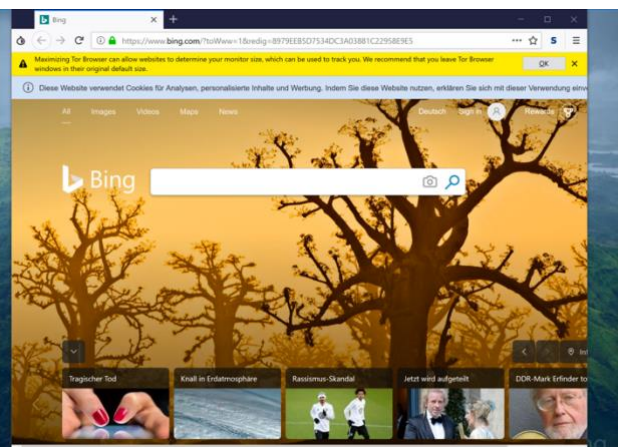 Bing
https://www.bing.com/?toWww=1&redig=8979EEB5D7534DC3A03881C22958E9E5
S
Maximizing Tor Browser can allow websites to determine your monitor size, which can be used to track you. We recommend that you leave Tor Browser
windows in their original default size.
OK
Diese Website verwendet Cookies für Analysen, personalisierte Inhalte und Werbung. Indem Sie diese Website nutzen, erklären Sie sich mit dieser Verwendung einve
All Images Videos Maps News Deutsch Sign in Rewards
Bing
Inf
Tragischer Tod Knall in Erdatmosphäre Rassismus-Skandal Jetzt wird aufgeteilt DDR-Mark Erfinder to